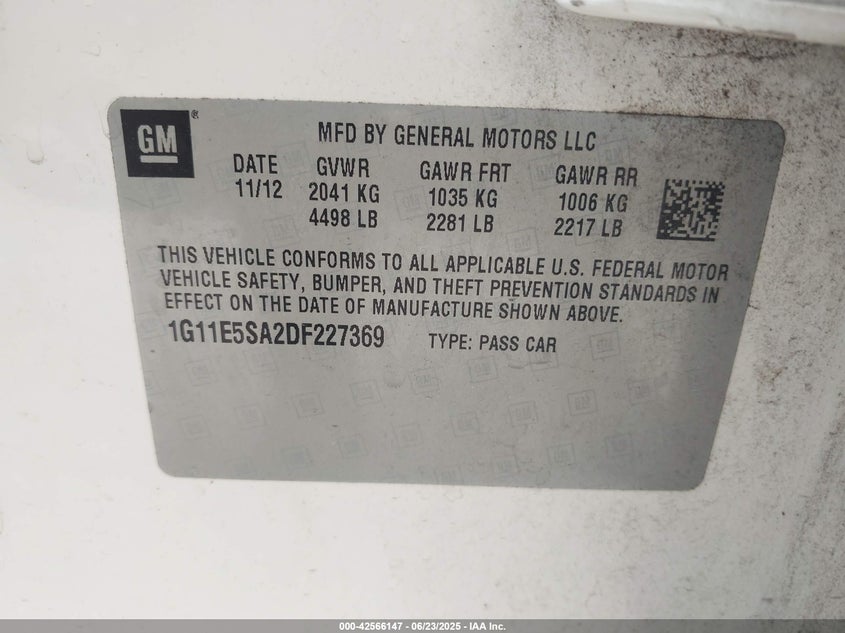 GM®
MFD BY GENERAL MOTORS LLC
DATE GVWR GAWR FRT GAWR RR
11/12 2041 KG 1035 KG 1006 KG
4498 LB 2281 LB 2217 LB
THIS VEHICLE CONFORMS TO ALL APPLICABLE U.S. FEDERAL MOTOR
VEHICLE SAFETY, BUMPER, AND THEFT PREVENTION STANDARDS IN
EFFECT ON THE DATE OF MANUFACTURE SHOWN ABOVE.
1G11E5SA2DF227369 TYPE: PASS CAR
000-42566147 - 06/23/2025 - IAA Inc.